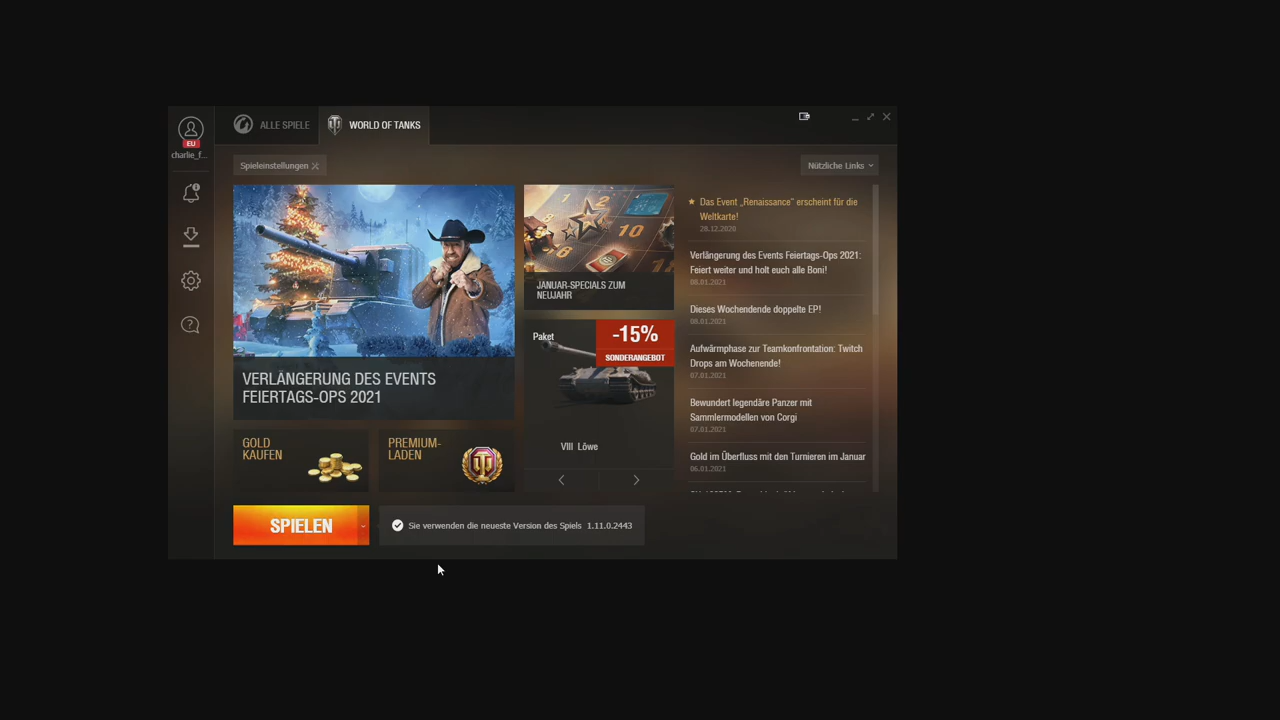 ALLE SPIELE
WORLD OF TANKS
EU
charlie_f...
Spieleinstellungen
Nützliche Links
Das Event „Renaissance“ erscheint für die
Weltkarte!
28.12.2020
Verlängerung des Events Feiertags-Ops 2021:
Feiert weiter und holt euch alle Boni!
08.01.2021
Dieses Wochenende doppelte EP!
08.01.2021
Aufwärmphase zur Teamkonfrontation: Twitch
Drops am Wochenende!
07.01.2021
Bewundert legendäre Panzer mit
Sammlermodellen von Corgi
07.01.2021
Gold im Überfluss mit den Turnieren im Januar
06.01.2021
10
6
JANUAR-SPECIALS ZUM
NEUJAHR
Paket
-15%
SONDERANGEBOT
VIII Löwe
VERLÄNGERUNG DES EVENTS
FEIERTAGS-OPS 2021
GOLD
KAUFEN
PREMIUM-
LADEN
SPIELEN
Sie verwenden die neueste Version des Spiels 1.11.0.2443